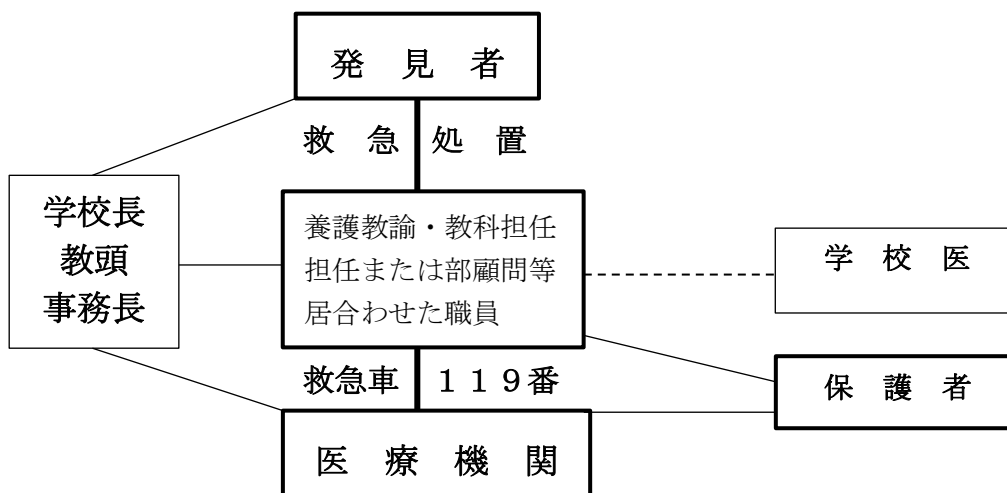 発見者
救急処置
学校長
教頭
事務長
養護教諭・教科担任
担任または部顧問等
居合わせた職員
学校医
救急車 119番
保護者
医療機関